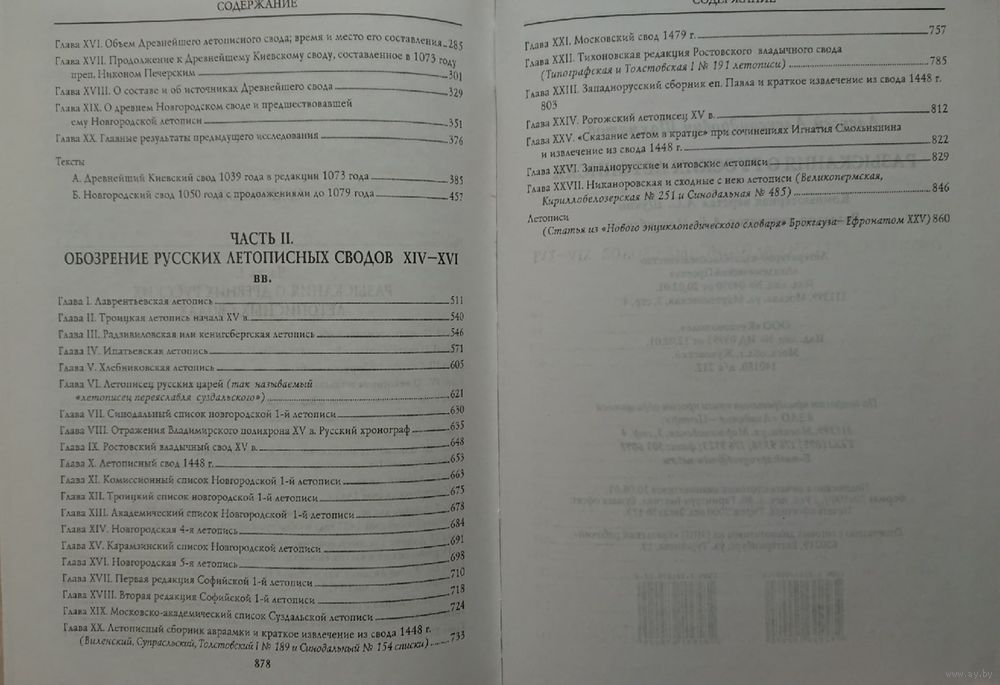 СОДЕРЖАНИЕ
Глава XVI. Объем Древнейшего летописного свода; время и место его составления 285
Глава XVII. Продолжение к Древнейшему Киевскому своду, составленное в 1073 году
преп. Никоном Печерским 301
Глава XVIII. О составе и об источниках Древнейшего свода 329
Глава XIX. О древнем Новгородском своде и предшествовавшей
ему Новгородской летописи 351
Глава XX. Главные результаты предыдущего исследования 376
Тексты
А. Древнейший Киевский свод 1039 года в редакции 1073 года 385
Б. Новгородский свод 1050 года с продолжениями до 1079 года 457
ЧАСТЬ II.
ОБОЗРЕНИЕ РУССКИХ ЛЕТОПИСНЫХ СВОДОВ XIV—XVI
ВВ.
Глава I. Лаврентьевская летопись 511
Глава II. Троицкая летопись начала XV в. 540
Глава III. Радзивиловская или кенигсбергская летопись 546
Глава IV. Ипатьевская летопись 571
Глава V. Хлебниковская летопись 605
Глава VI. Летописец русских царей (так называемый
«летописец переяславля суздальского») 621
Глава VII. Синодальный список новгородской 1-й летописи 630
Глава VIII. Отражения Владимирского полихрона XV в. Русский хронограф 635
Глава IX. Ростовский владычный свод XV в. 648
Глава X. Летописный свод 1448 г. 653
Глава XI. Комиссионный список Новгородской 1-й летописи 663
Глава XII. Троицкий список новгородской 1-й летописи 675
Глава XIII. Академический список Новгородской 1-й летописи 678
Глава XIV. Новгородская 4-я летопись 684
Глава XV. Карамзинский список Новгородской летописи 691
Глава XVI. Новгородская 5-я летопись 698
Глава XVII. Первая редакция Софийской 1-й летописи 710
Глава XVIII. Вторая редакция Софийской 1-й летописи 718
Глава XIX. Московско-академический список Суздальской летописи 724
Глава XX. Летописный сборник авраамки и краткое извлечение из свода 1448 г.
(Виленский, Супрасльский, Толстовский I № 189 и Синодальный № 154 списки) 733
878
СОДЕРЖАНИЕ
Глава XXI. Московский свод 1479 г. 757
Глава XXII. Тихоновская редакция Ростовского владычного свода
(Типографская и Толстовская I № 191 летописи) 785
Глава XXIII. Западнорусский сборник еп. Павла и краткое извлечение из свода 1448 г.
803
Глава XXIV. Рогожский летописец XV в. 812
Глава XXV. «Сказание летом в кратце» при сочинениях Игнатия Смольнянина
и извлечение из свода 1448 г. 822
Глава XXVI. Западнорусские и литовские летописи 829
Глава XXVII. Никаноровская и сходные с нею летописи (Великопермская,
Кириллобелозерская № 251 и Синодальная № 485) 846
Летописи
(Статья из «Нового энциклопедического словаря» Брокгауза—Ефронатом XXV) 860
www.ay.by